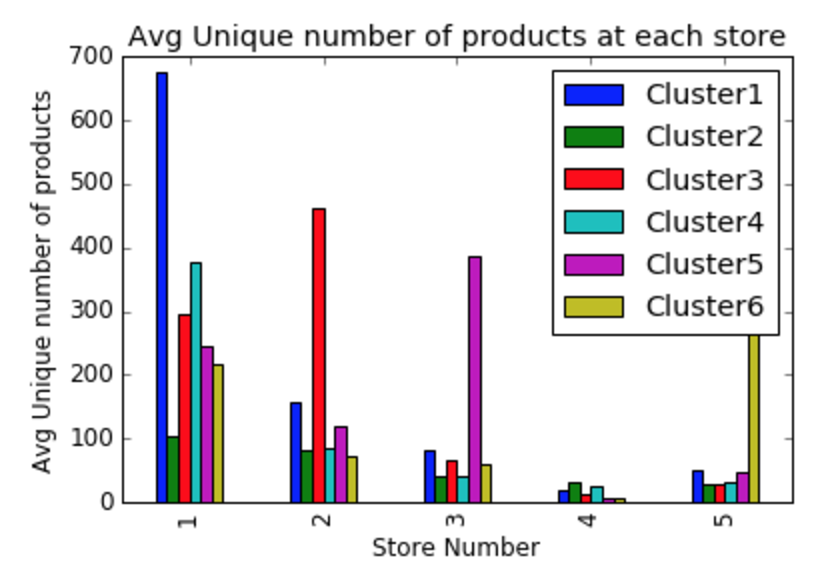 Avg Unique number of products at each store
Avg Unique number of products
700
600
500
400
300
200
100
0
Cluster1
Cluster2
Cluster3
Cluster4
Cluster5
Cluster6
1
2
3
4
5
Store Number